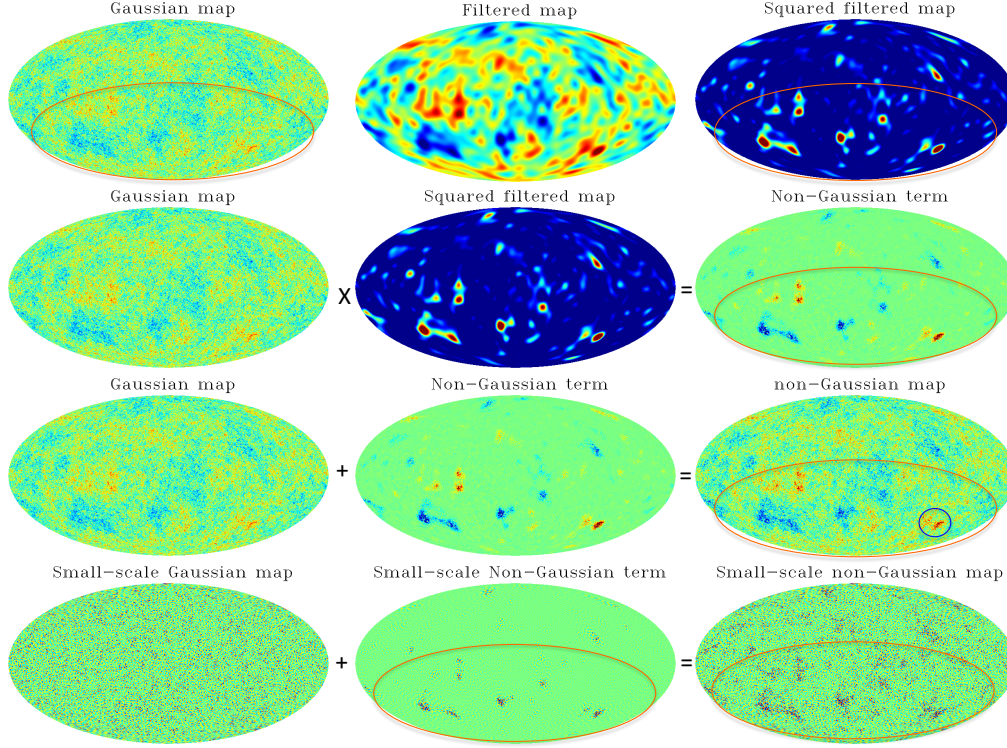 Gaussian map
Filtered map
Squared filtered map
Gaussian map
Squared filtered map
Non-Gaussian term
X
=
Gaussian map
Non-Gaussian term
non-Gaussian map
+
=
Small-scale Gaussian map
Small-scale Non-Gaussian term
Small-scale non-Gaussian map
+
=